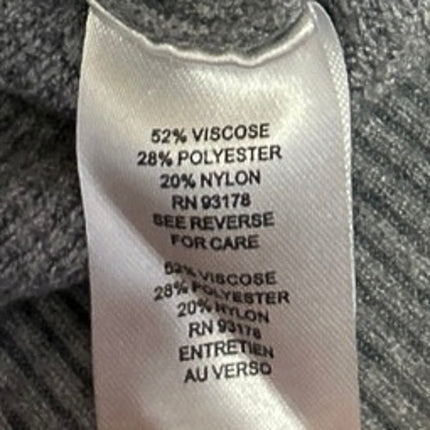 52% VISCOSE
28% POLYESTER
20% NYLON
RN 93178
SEE REVERSE
FOR CARE
52% VISCOSE
28% POLYESTER
20% NYLON
RN 93178
ENTRETIEN
AU VERSO